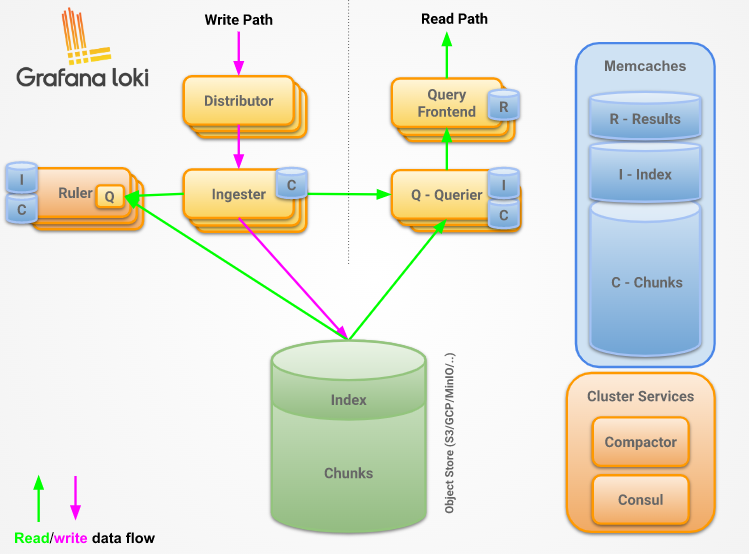 Grafana loki
Write Path
Read Path
Distributor
Query
Frontend
R
Ingester
C
Q - Querier
I
C
I
C
Ruler
Q
Index
Chunks
Object Store (S3/GCP/MinIO/..)
Memcaches
R - Results
I - Index
C - Chunks
Cluster Services
Compactor
Consul
Read/write data flow